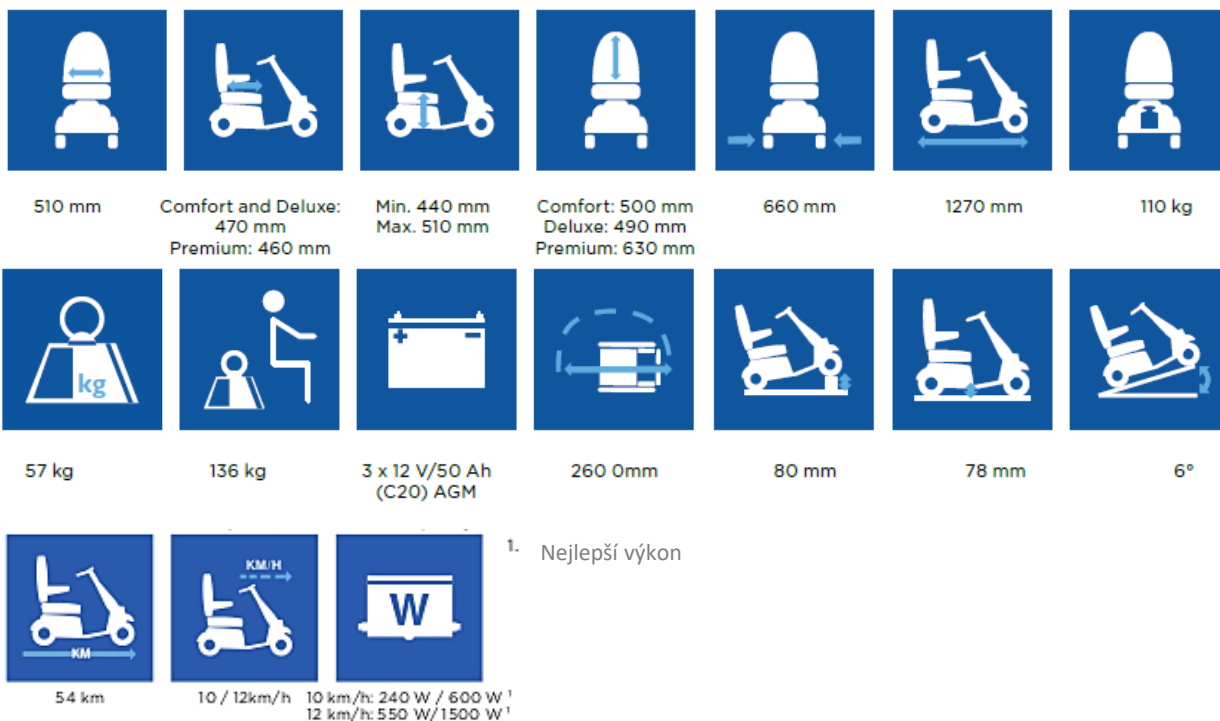 510 mm
Comfort and Deluxe:
470 mm
Premium: 460 mm
Min. 440 mm
Max. 510 mm
Comfort: 500 mm
Deluxe: 490 mm
Premium: 630 mm
660 mm
1270 mm
110 kg
kg
+ -
57 kg
136 kg
3 x 12 V/50 Ah
(C20) AGM
260 0mm
80 mm
78 mm
6°
KM
KM/H
W
1. Nejlepší výkon
54 km
10 / 12km/h
10 km/h: 240 W / 600 W ¹
12 km/h: 550 W/1500 W ¹